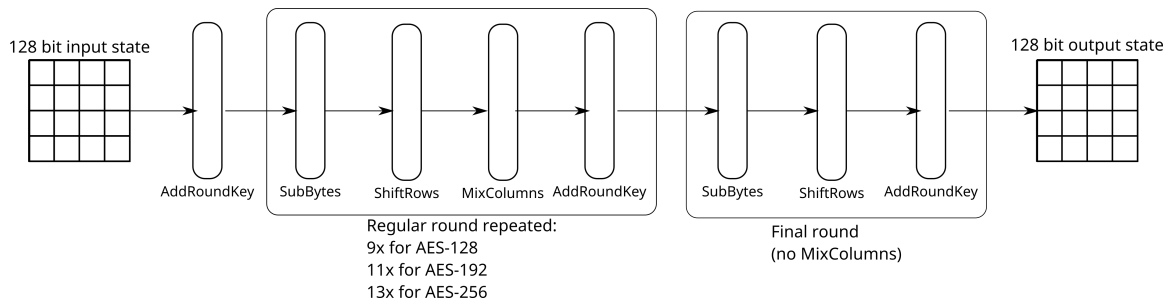 128 bit input state
128 bit output state
AddRoundKey
SubBytes
ShiftRows
MixColumns
AddRoundKey
SubBytes
ShiftRows
AddRoundKey
Regular round repeated:
9x for AES-128
11x for AES-192
13x for AES-256
Final round
(no MixColumns)